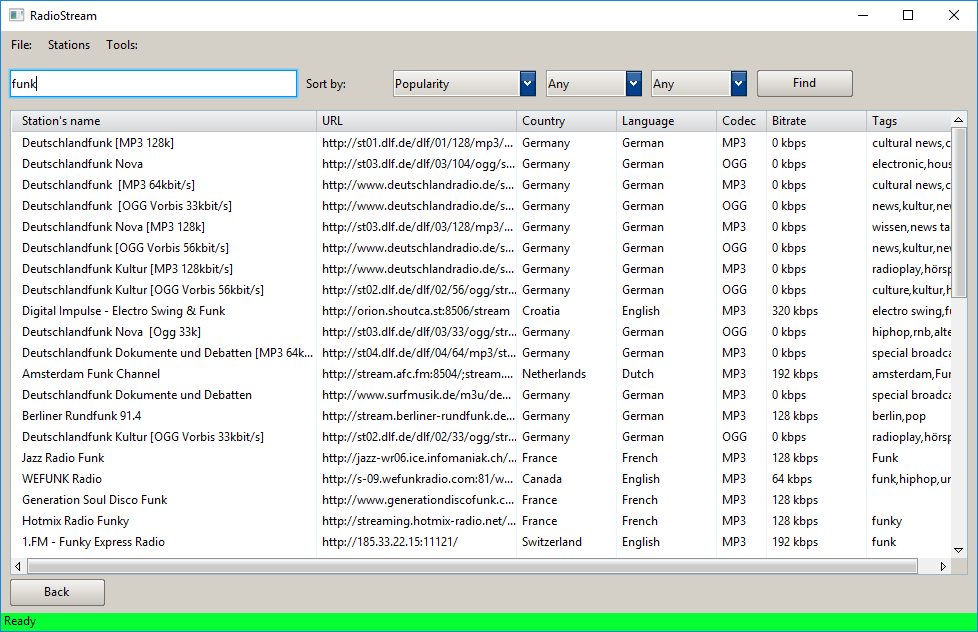 RadioStream
File: Stations Tools:
funk Sort by: Popularity Any Any Find
Station's name URL Country Language Codec Bitrate Tags
Deutschlandfunk [MP3 128k] http://st01.dlf.de/dlf/01/128/mp3/... Germany German MP3 0 kbps cultural news,c
Deutschlandfunk Nova http://st03.dlf.de/dlf/03/104/ogg/s... Germany German OGG 0 kbps electronic,hous
Deutschlandfunk  [MP3 64kbit/s] http://www.deutschlandradio.de/s... Germany German MP3 0 kbps cultural news,c
Deutschlandfunk  [OGG Vorbis 33kbit/s] http://www.deutschlandradio.de/s... Germany German OGG 0 kbps news,kultur,nev
Deutschlandfunk Nova [MP3 128k] http://st03.dlf.de/dlf/03/128/mp3/... Germany German MP3 0 kbps wissen,news ta
Deutschlandfunk [OGG Vorbis 56kbit/s] http://www.deutschlandradio.de/s... Germany German OGG 0 kbps news,kultur,nev
Deutschlandfunk Kultur [MP3 128kbit/s] http://www.deutschlandradio.de/s... Germany German MP3 0 kbps radioplay,hörsp
Deutschlandfunk Kultur [OGG Vorbis 56kbit/s] http://st02.dlf.de/dlf/02/56/ogg/str... Germany German OGG 0 kbps culture,kultur,h
Digital Impulse - Electro Swing & Funk http://orion.shoutca.st:8506/stream Croatia English MP3 320 kbps electro swing,fu
Deutschlandfunk Nova  [Ogg 33k] http://st03.dlf.de/dlf/03/33/ogg/str... Germany German OGG 0 kbps hiphop,rnb,alte
Deutschlandfunk Dokumente und Debatten [MP3 64k... http://st04.dlf.de/dlf/04/64/mp3/st... Germany German MP3 0 kbps special broadca
Amsterdam Funk Channel http://stream.afc.fm:8504/;stream.... Netherlands Dutch MP3 192 kbps amsterdam,Fun
Deutschlandfunk Dokumente und Debatten http://www.surfmusik.de/m3u/de... Germany German MP3 0 kbps special broadca
Berliner Rundfunk 91.4 http://stream.berliner-rundfunk.de... Germany German MP3 128 kbps berlin,pop
Deutschlandfunk Kultur [OGG Vorbis 33kbit/s] http://st02.dlf.de/dlf/02/33/ogg/str... Germany German OGG 0 kbps radioplay,hörsp
Jazz Radio Funk http://jazz-wr06.ice.infomaniak.ch/... France French MP3 128 kbps Funk
WEFUNK Radio http://s-09.wefunkradio.com:81/w... Canada English MP3 64 kbps funk,hiphop,ur
Generation Soul Disco Funk http://www.generationdiscofunk.c... France French MP3 128 kbps
Hotmix Radio Funky http://streaming.hotmix-radio.net/... France French MP3 128 kbps funky
1.FM - Funky Express Radio http://185.33.22.15:11121/ Switzerland English MP3 192 kbps funk
Back
Ready